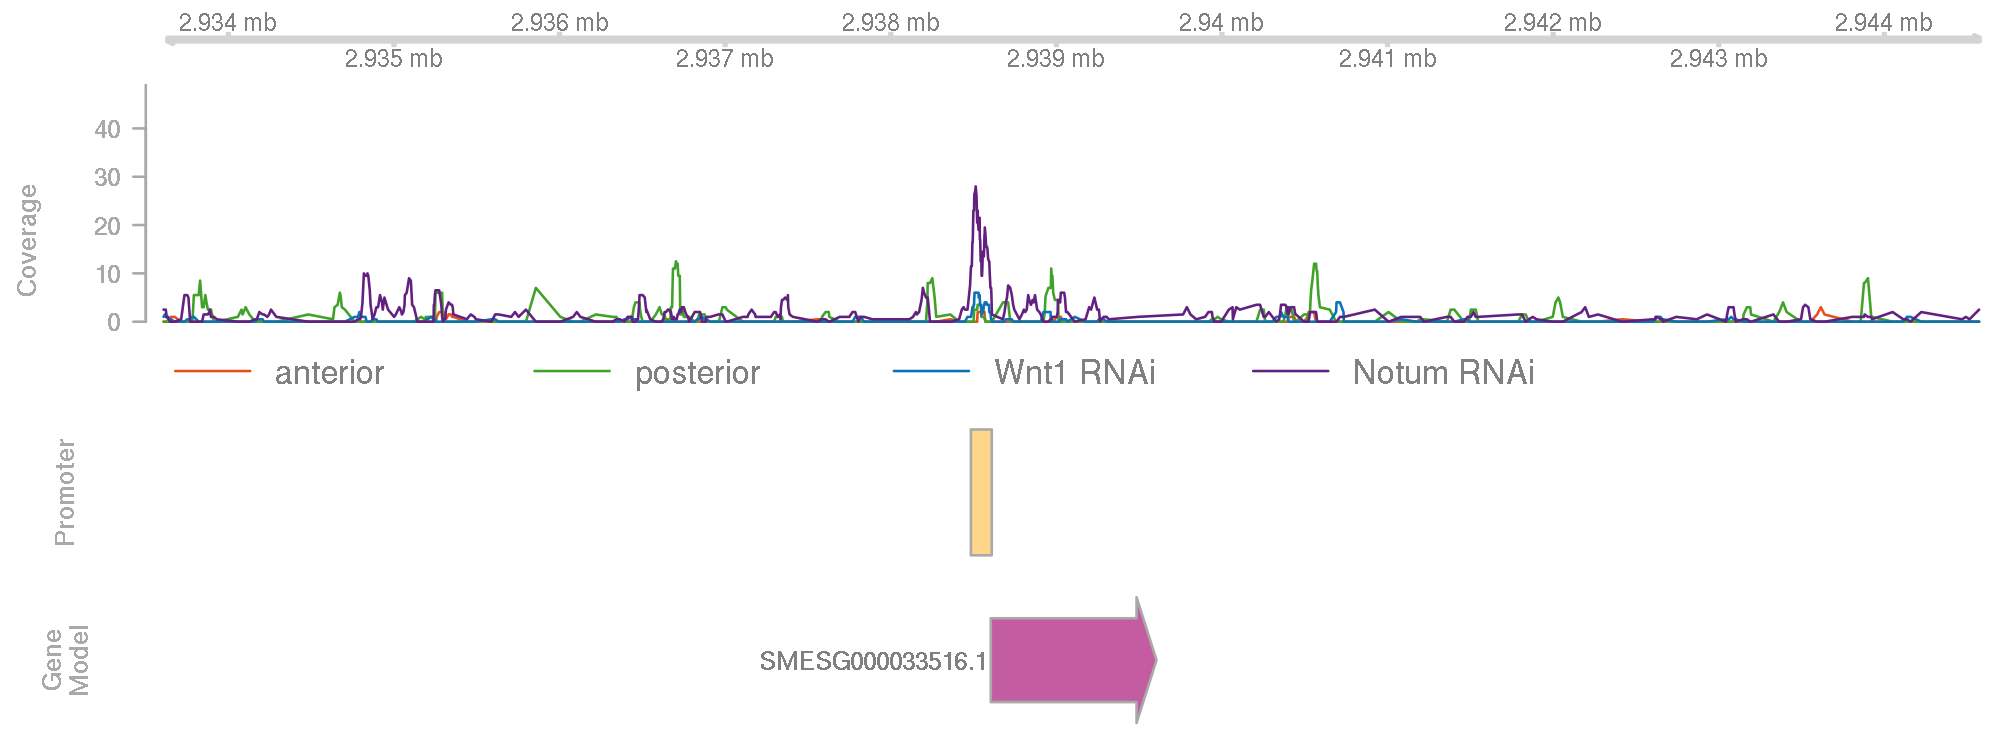 2.934 mb 2.936 mb 2.938 mb 2.94 mb 2.942 mb 2.944 mb
2.935 mb 2.937 mb 2.939 mb 2.941 mb 2.943 mb
Coverage
40
30
20
10
0
anterior posterior Wnt1 RNAi Notum RNAi
Promoter
Gene
Model
SMESG000033516.1